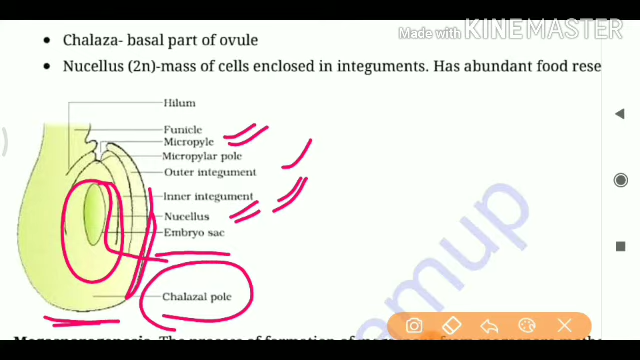 Made with KINEMASTER
Chalaza- basal part of ovule
Nucellus (2n)-mass of cells enclosed in integuments. Has abundant food rese
Hilum
Funicle
Micropyle
Micropylar pole
Outer integument
Inner integument
Nucellus
Embryo sac
Chalazal pole